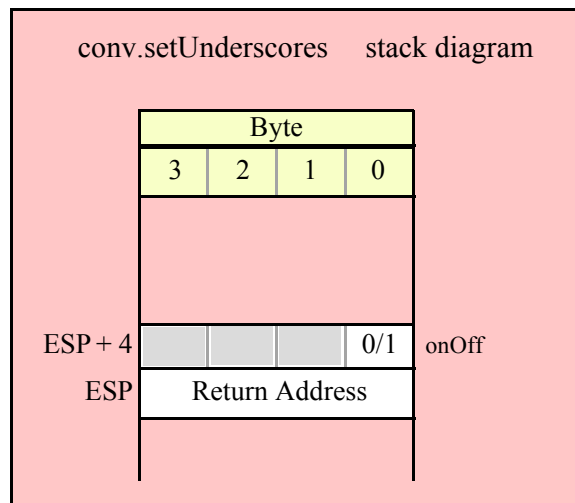 conv.setUnderscores stack diagram
Byte
3 2 1 0
ESP + 4 0/1 onOff
ESP Return Address